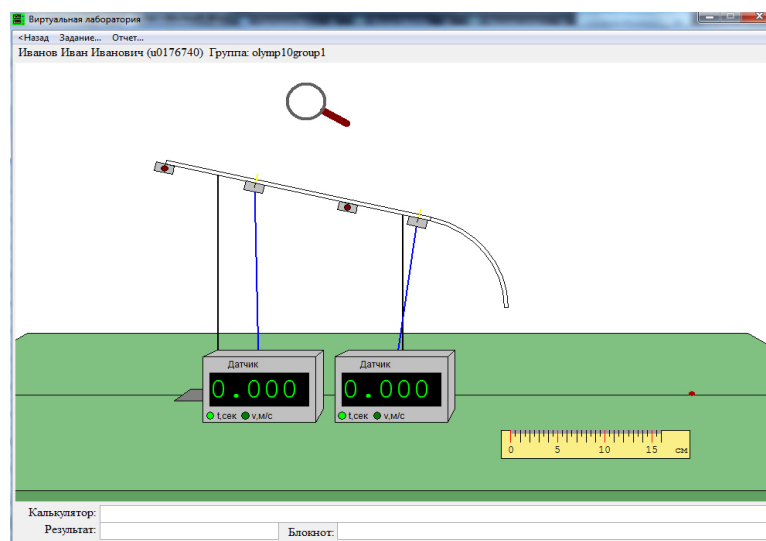 Виртуальная лаборатория
<Назад Задание... Отчет...
Иванов Иван Иванович (u0176740) Группа: olymp10group1
Датчик
0.000
t,сек v,м/с
Датчик
0.000
t,сек v,м/с
0 5 10 15 см
Калькулятор:
Результат:
Блокнот: